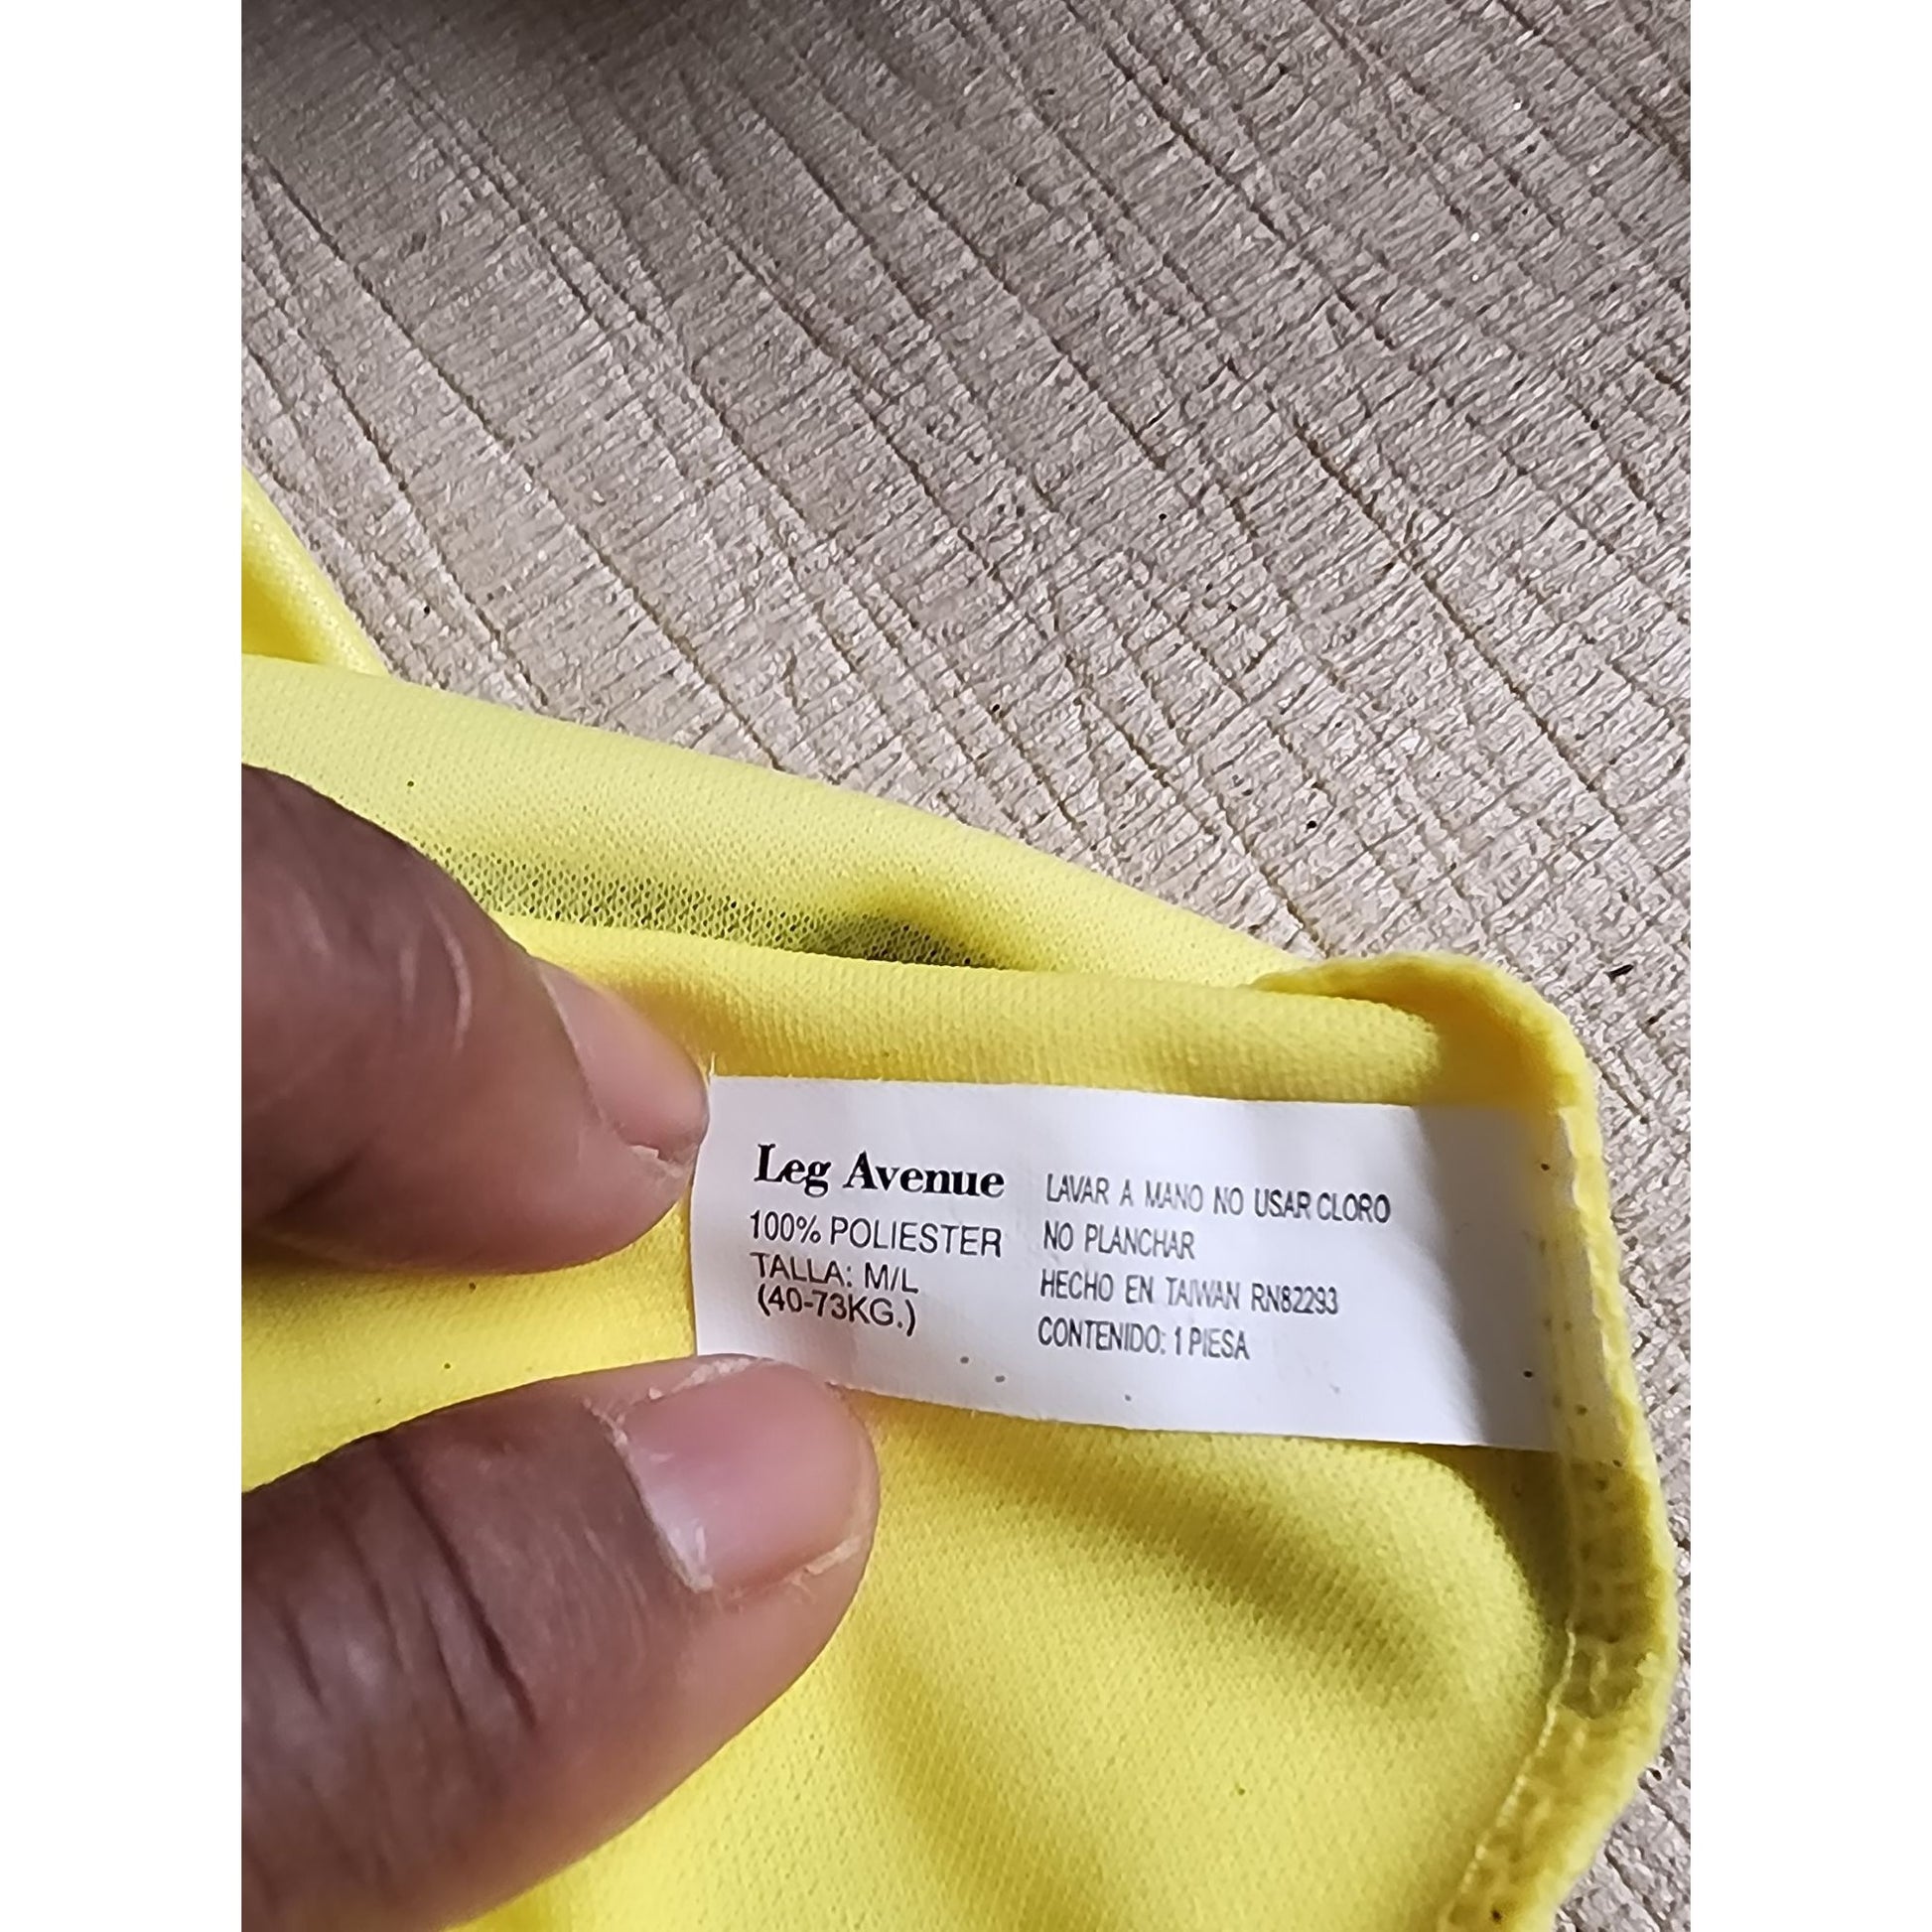 Leg Avenue
100% POLIESTER
TALLA: M/L
(40-73KG.)
LAVAR A MANO NO USAR CLORO
NO PLANCHAR
HECHO EN TAIWAN RN82293
CONTENIDO: 1 PIESA